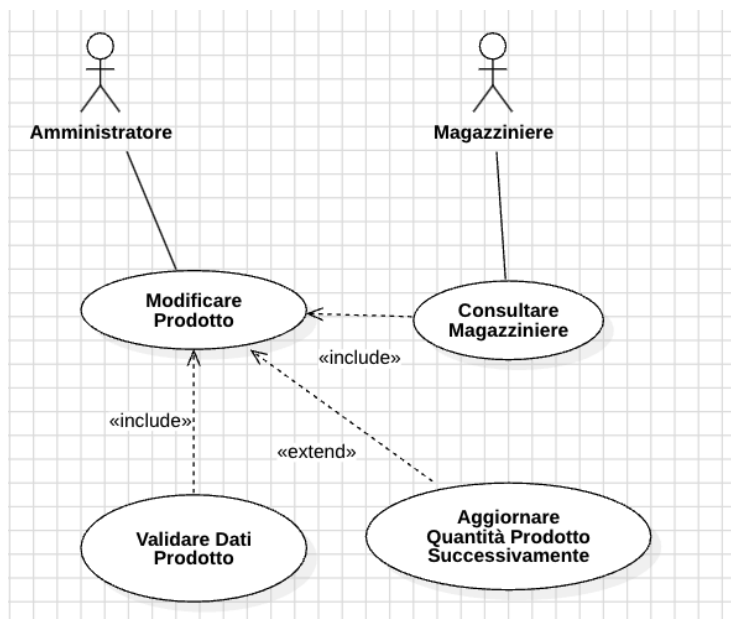 Amministratore
Magazziniere
Modificare
Prodotto
Consultare
Magazziniere
«include»
«include»
«extend»
Validare Dati
Prodotto
Aggiornare
Quantità Prodotto
Successivamente